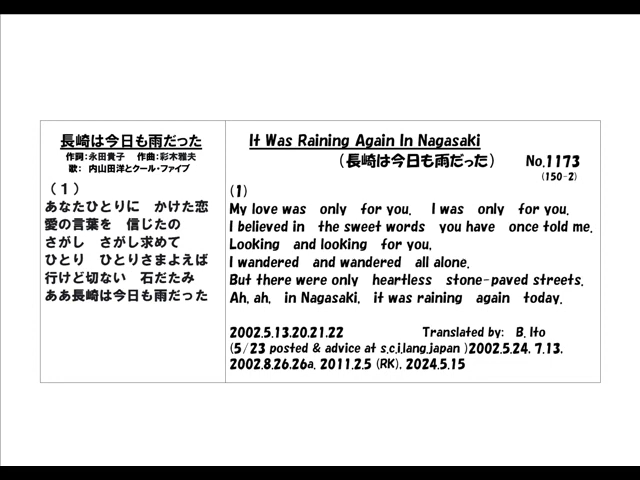 長崎は今日も雨だった
作詞:永田貴子　作曲:彩木雅夫
歌:　内山田洋とクール・ファイブ
(１)
あなたひとりに　かけた恋
愛の言葉を　信じたの
さがし　さがし求めて
ひとり　ひとりさまよえば
行けど切ない　石だたみ
ああ長崎は今日も雨だった
It Was Raining Again In Nagasaki
(長崎は今日も雨だった)　No.1173
(150-2)
(1)
My love was only for you. I was only for you.
I believed in the sweet words you have once told me.
Looking and looking for you.
I wandered and wandered all alone.
But there were only heartless stone-paved streets.
Ah, ah, in Nagasaki, it was raining again today.
2002.5.13.20.21.22 Translated by: B. Ito
(5/23 posted & advice at s.c.i.lang.japan )2002.5.24. 7.13.
2002.8.26.26a. 2011.2.5 (RK), 2024.5.15